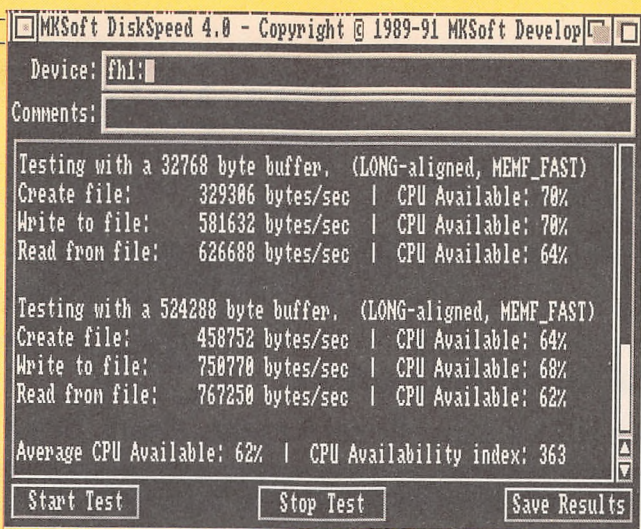 MKSoft DiskSpeed 4.0 - Copyright © 1989-91 MKSoft Develop
Device: fh1:
Comments:
Testing with a 32768 byte buffer. (LONG-aligned, MEMF_FAST)
Create file: 329306 bytes/sec | CPU Available: 70%
Write to file: 581632 bytes/sec | CPU Available: 70%
Read from file: 626688 bytes/sec | CPU Available: 64%
Testing with a 524288 byte buffer. (LONG-aligned, MEMF_FAST)
Create file: 458752 bytes/sec | CPU Available: 64%
Write to file: 750770 bytes/sec | CPU Available: 68%
Read from file: 767250 bytes/sec | CPU Available: 62%
Average CPU Available: 62% | CPU Availability index: 363
Start Test Stop Test Save Results